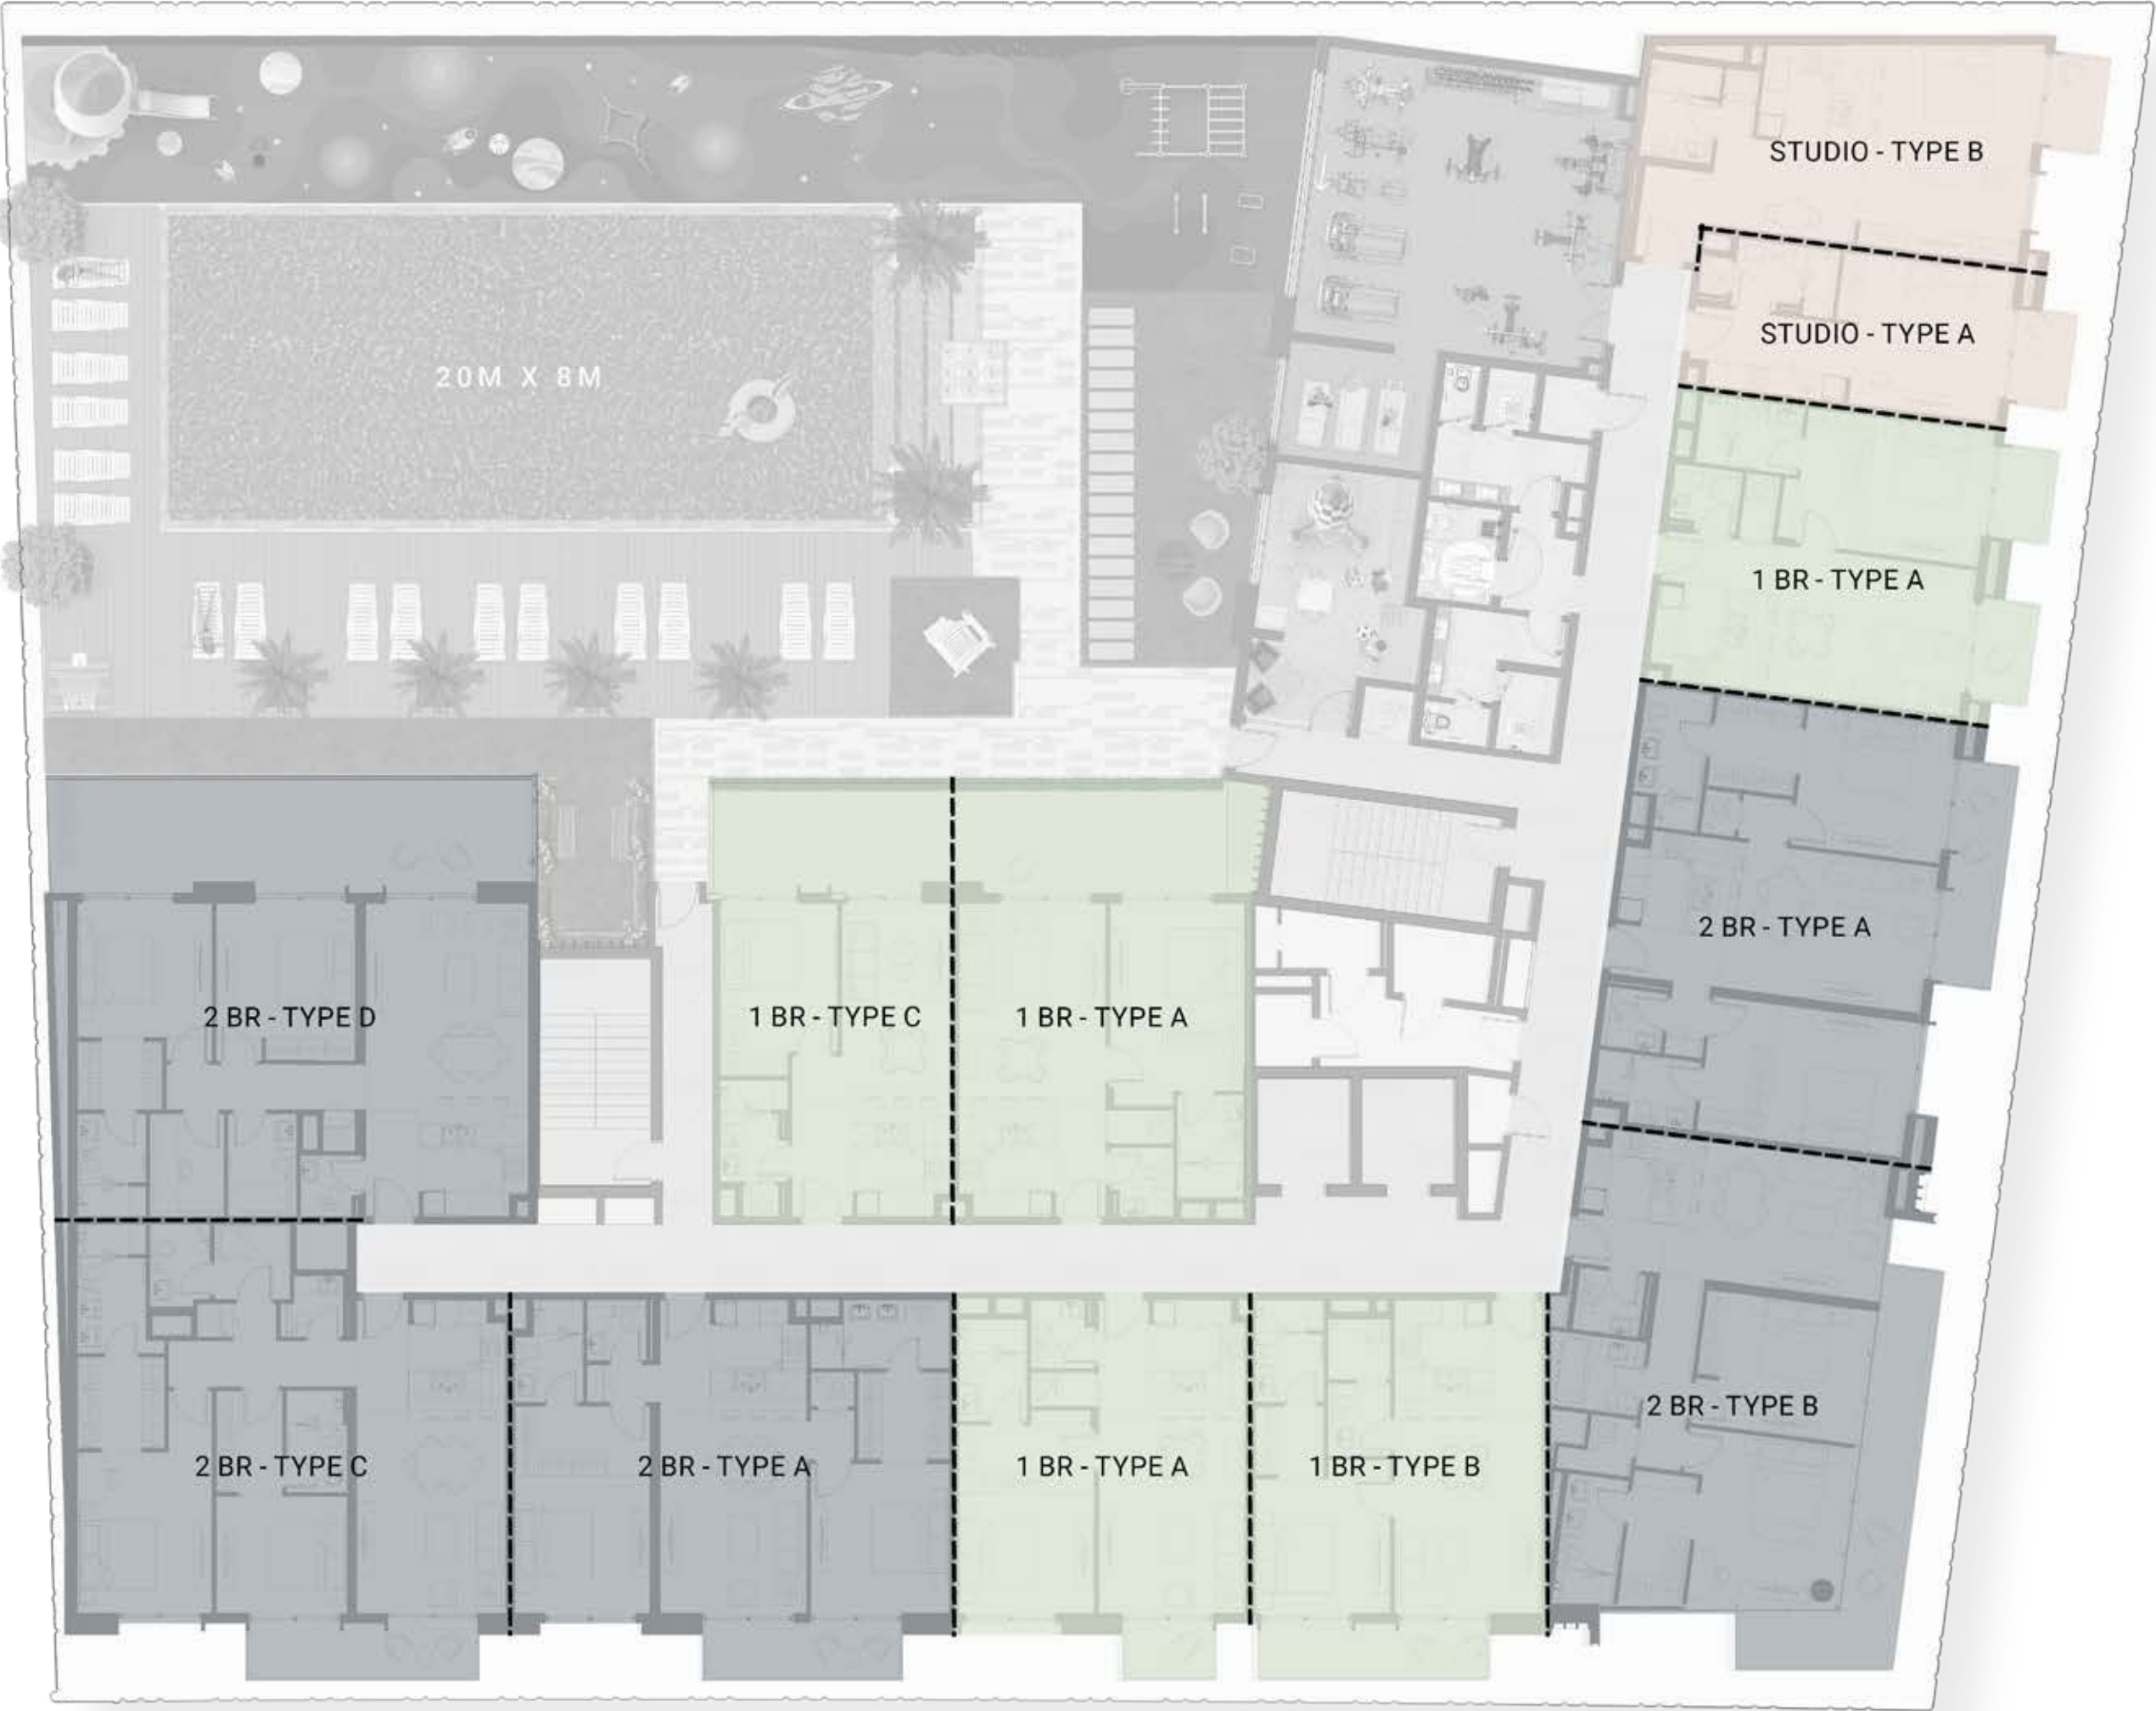 STUDIO - TYPE B
STUDIO - TYPE A
20M X 8M
1 BR - TYPE A
2 BR - TYPE A
2 BR - TYPE D
1 BR - TYPE C
1 BR - TYPE A
2 BR - TYPE B
2 BR - TYPE C
2 BR - TYPE A
1 BR - TYPE A
1 BR - TYPE B